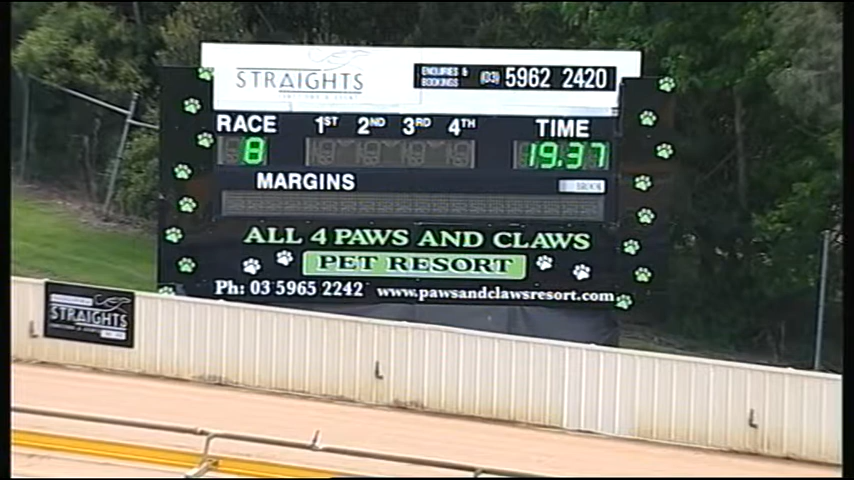 STRAIGHTS
ENQUIRIES & BOOKINGS (03) 5962 2420
RACE 1ST 2ND 3RD 4TH TIME
8 19.37
MARGINS
ALL 4 PAWS AND CLAWS
PET RESORT
PH: 03 5965 2242 www.pawsandclawsresort.com
STRAIGHTS